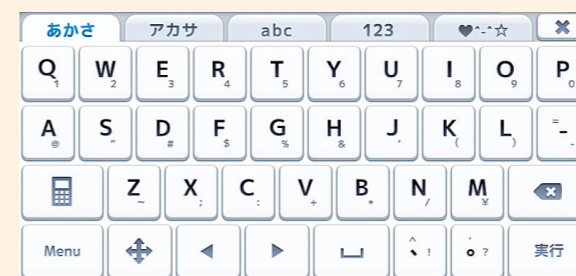 あかさ アカサ abc 123 ♥^-^☆ ×
Q 1 W 2 E 3 R 4 T 5 Y 6 U 7 I 8 O 9 P 0
A @ S " D # F $ G % H & J ' K ( L ) = - _
Z ~ X ; C : V + B * N / M ¥ ×
Menu ^ 、 ! 。 ? 実行